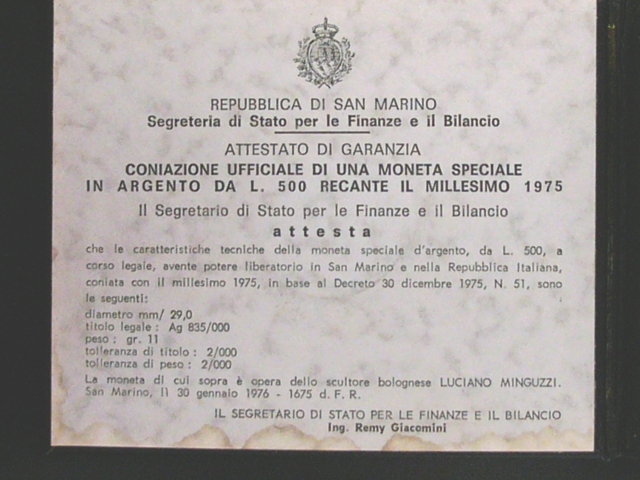 REPUBBLICA DI SAN MARINO
Segreteria di Stato per le Finanze e il Bilancio
ATTESTATO DI GARANZIA
CONIAZIONE UFFICIALE DI UNA MONETA SPECIALE
IN ARGENTO DA L. 500 RECANTE IL MILLESIMO 1975
Il Segretario di Stato per le Finanze e il Bilancio
attesta
che le caratteristiche tecniche della moneta speciale d'argento, da L. 500, a
corso legale, avente potere liberatorio in San Marino e nella Repubblica Italiana,
coniata con il millesimo 1975, in base al Decreto 30 dicembre 1975, N. 51, sono
le seguenti:
diametro mm/ 29,0
titolo legale : Ag 835/000
peso : gr. 11
tolleranza di titolo : 2/000
tolleranza di peso : 2/000
La moneta di cui sopra è opera dello scultore bolognese LUCIANO MINGUZZI.
San Marino, lì 30 gennaio 1976 - 1675 d. F. R.
IL SEGRETARIO DI STATO PER LE FINANZE E IL BILANCIO
Ing. Remy Giacomini